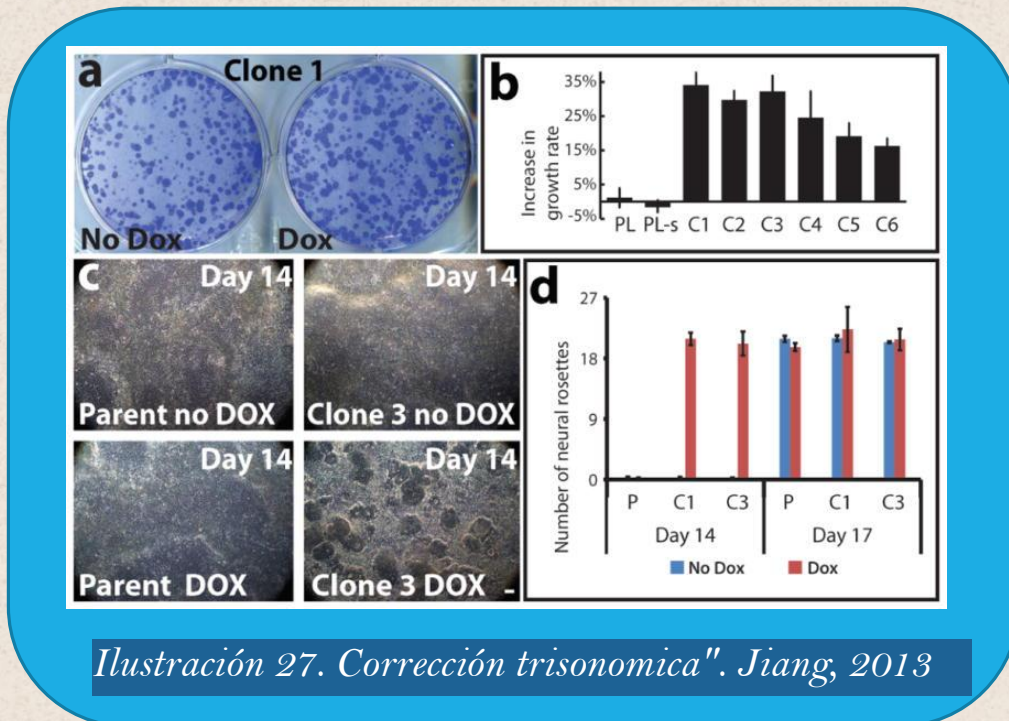 a
Clone 1
No Dox
Dox
b
Increase in
growth rate
35%
25%
15%
5%
-5%
PL PL-s C1 C2 C3 C4 C5 C6
c
Day 14
Parent no DOX
Day 14
Clone 3 no DOX
Day 14
Parent DOX
Day 14
Clone 3 DOX
d
Number of neural rosettes
27
18
9
0
P C1 C3 P C1 C3
Day 14 Day 17
No Dox Dox
Ilustración 27. Corrección trisonomica". Jiang, 2013